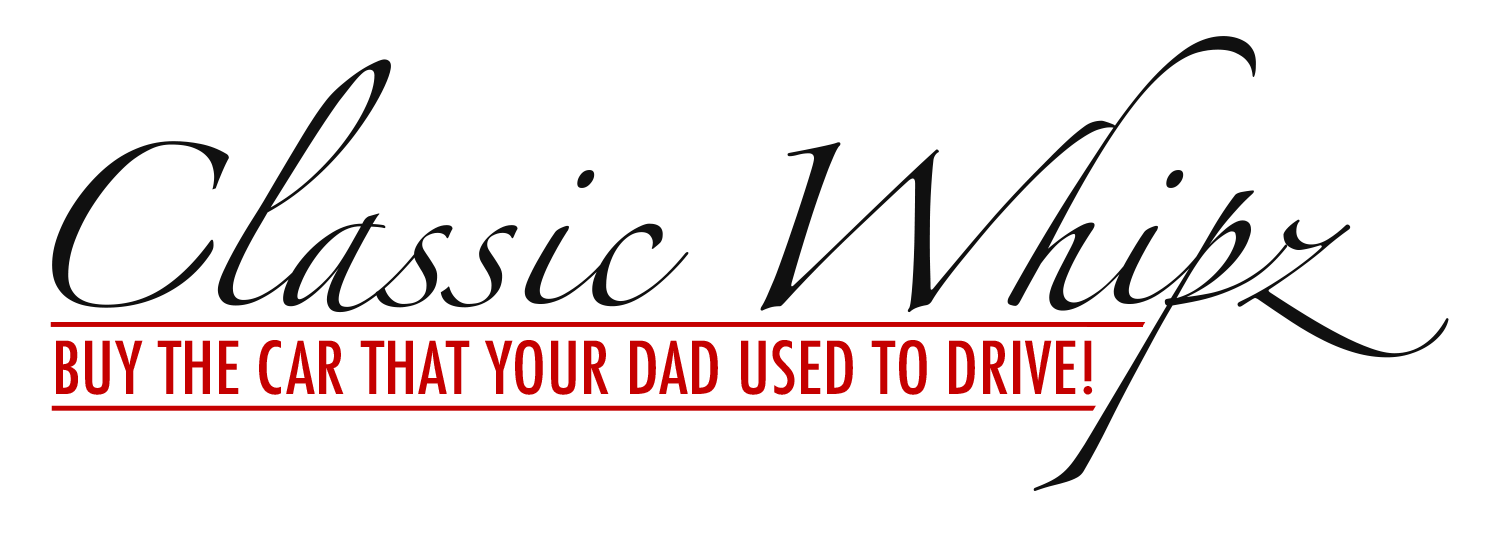 Classic Whipz
BUY THE CAR THAT YOUR DAD USED TO DRIVE!